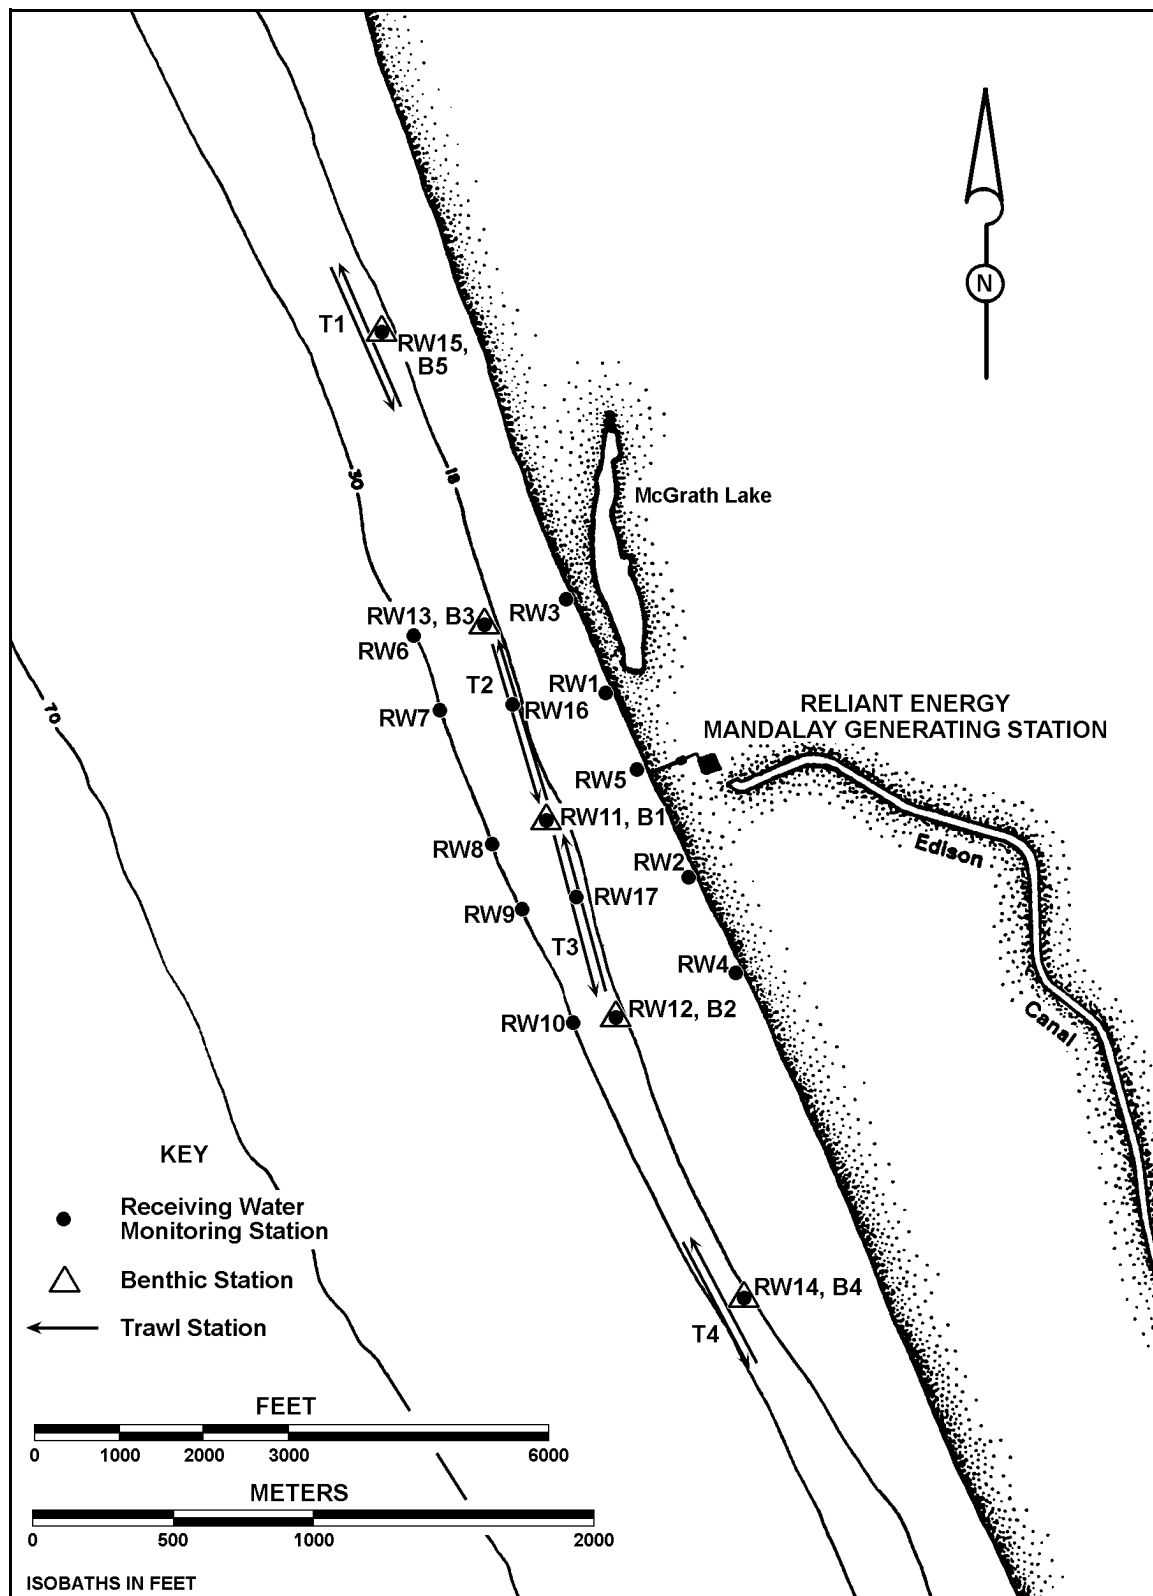 N
T1
RW15,
B5
30
18
McGrath Lake
RW3
RW13, B3
RW6
RW1
T2
RW16
RW7
70
RELIANT ENERGY
MANDALAY GENERATING STATION
RW5
RW11, B1
RW8
Edison
RW2
RW17
RW9
T3
RW4
RW12, B2
RW10
Canal
KEY
Receiving Water
Monitoring Station
Benthic Station
Trawl Station
RW14, B4
T4
FEET
0 1000 2000 3000 6000
METERS
0 500 1000 2000
ISOBATHS IN FEET